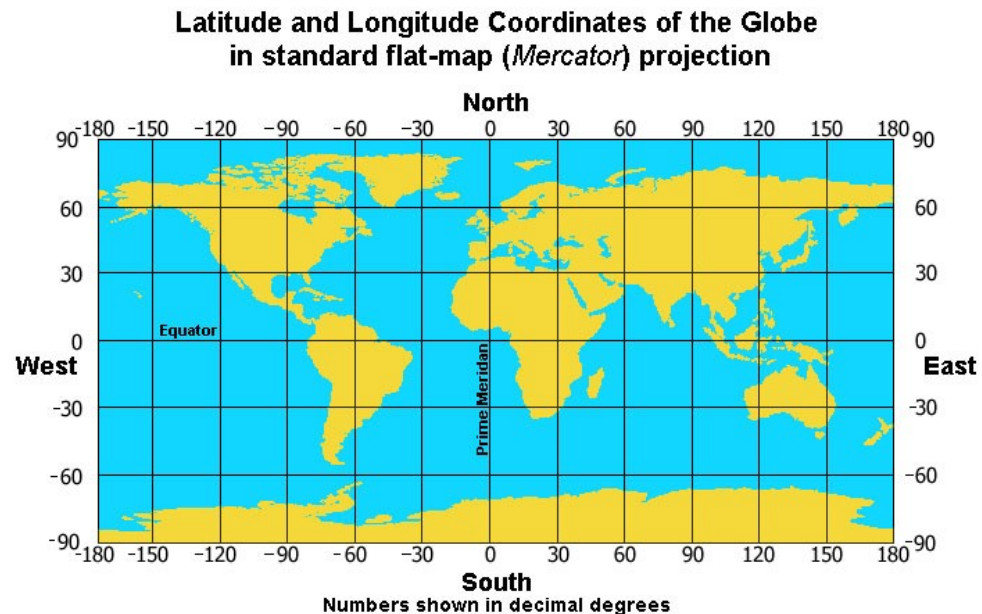 Latitude and Longitude Coordinates of the Globe
in standard flat-map (Mercator) projection
North
-180 -150 -120 -90 -60 -30 0 30 60 90 120 150 180
90 90
60 60
30 30
Equator
0 0
West East
Prime Meridan
-30 -30
-60 -60
-90 -90
-180 -150 -120 -90 -60 -30 0 30 60 90 120 150 180
South
Numbers shown in decimal degrees